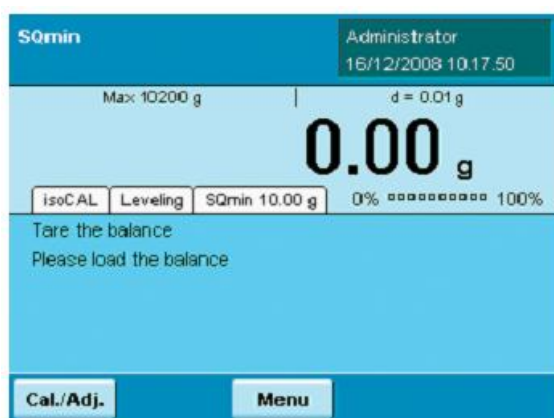 SQmin
Administrator
16/12/2008 10.17.50
Max 10200 g
d = 0.01 g
0.00 g
isoCAL Leveling SQmin 10.00 g 0% 100%
Tare the balance
Please load the balance
Cal./Adj. Menu